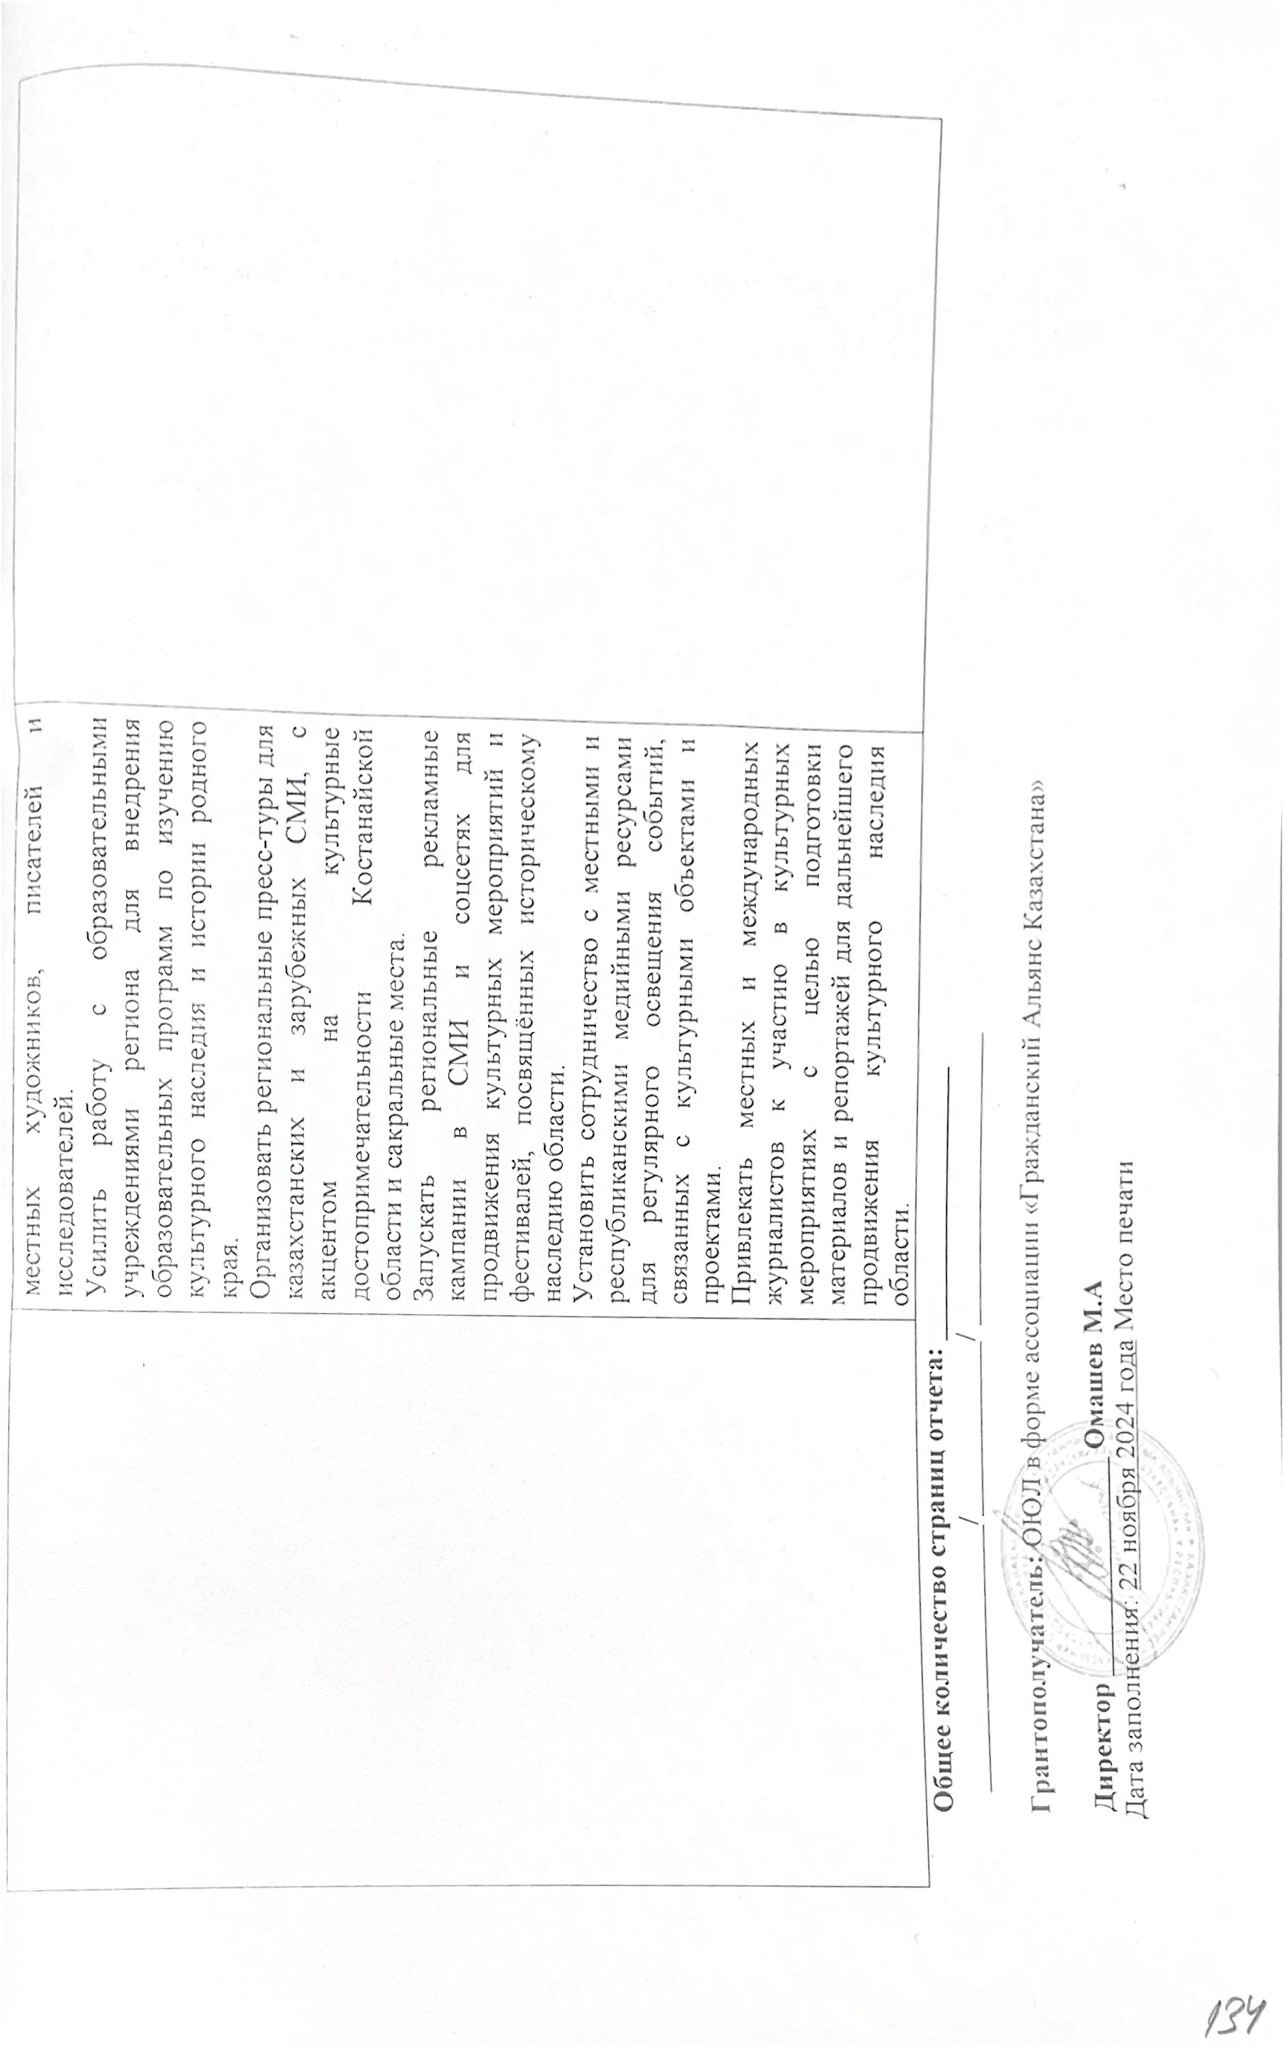 местных художников, писателей и
исследователей.
Усилить работу с образовательными
учреждениями региона для внедрения
образовательных программ по изучению
культурного наследия и истории родного
края.
Организовать региональные пресс-туры для
казахстанских и зарубежных СМИ, с
акцентом на культурные
достопримечательности Костанайской
области и сакральные места.
Запускать региональные рекламные
кампании в СМИ и соцсетях для
продвижения культурных мероприятий и
фестивалей, посвящённых историческому
наследию области.
Установить сотрудничество с местными и
республиканскими медийными ресурсами
для регулярного освещения событий,
связанных с культурными объектами и
проектами.
Привлекать местных и международных
журналистов к участию в культурных
мероприятиях с целью подготовки
материалов и репортажей для дальнейшего
продвижения культурного наследия
области.
Общее количество страниц отчета: ____________________
____________________/______________/____________________
Грантополучатель: ОЮЛ в форме ассоциации «Гражданский Альянс Казахстана»
Директор ________________ Омашев М.А
Дата заполнения: 22 ноября 2024 года Место печати
134